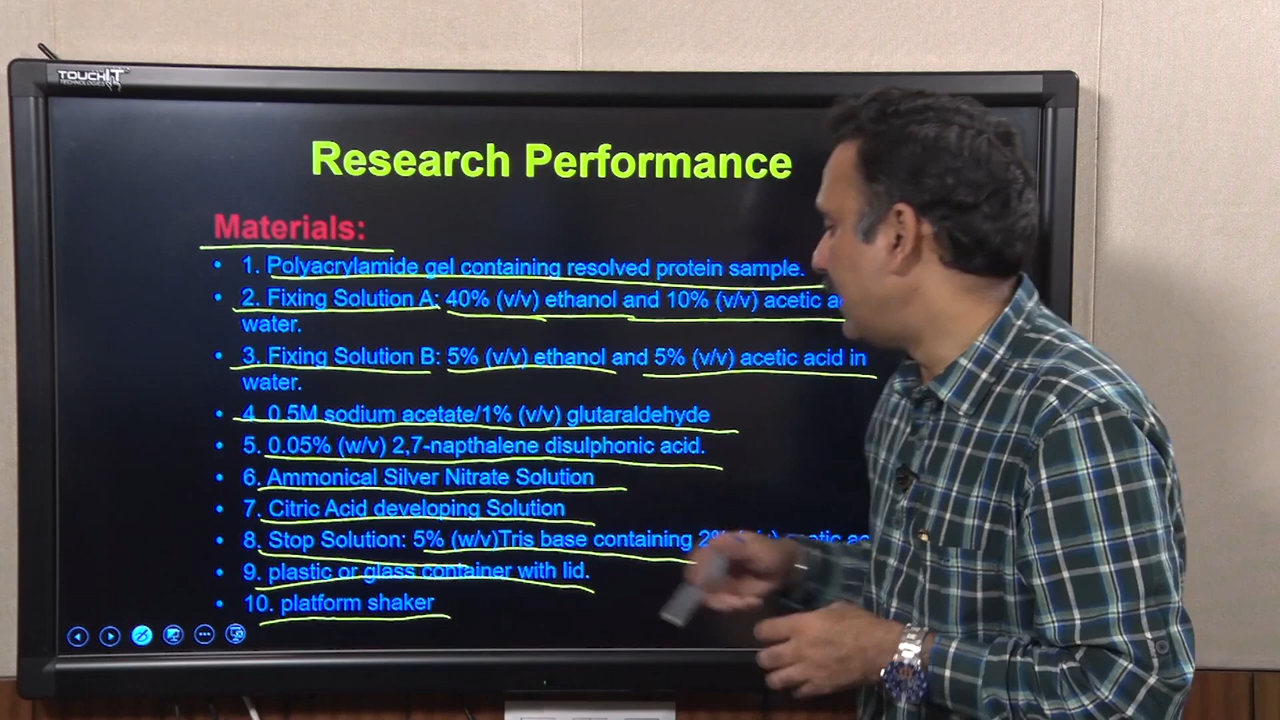 TOUCHIT
TECHNOLOGIES
Research Performance
Materials:
• 1. Polyacrylamide gel containing resolved protein sample.
• 2. Fixing Solution A: 40% (v/v) ethanol and 10% (v/v) acetic
water.
• 3. Fixing Solution B: 5% (v/v) ethanol and 5% (v/v) acetic acid in
water.
• 4. 0.5M sodium acetate/1% (v/v) glutaraldehyde
• 5. 0.05% (w/v) 2,7-napthalene disulphonic acid.
• 6. Ammonical Silver Nitrate Solution
• 7. Citric Acid developing Solution
• 8. Stop Solution: 5% (w/v)Tris base containing
• 9. plastic or glass container with lid.
• 10. platform shaker